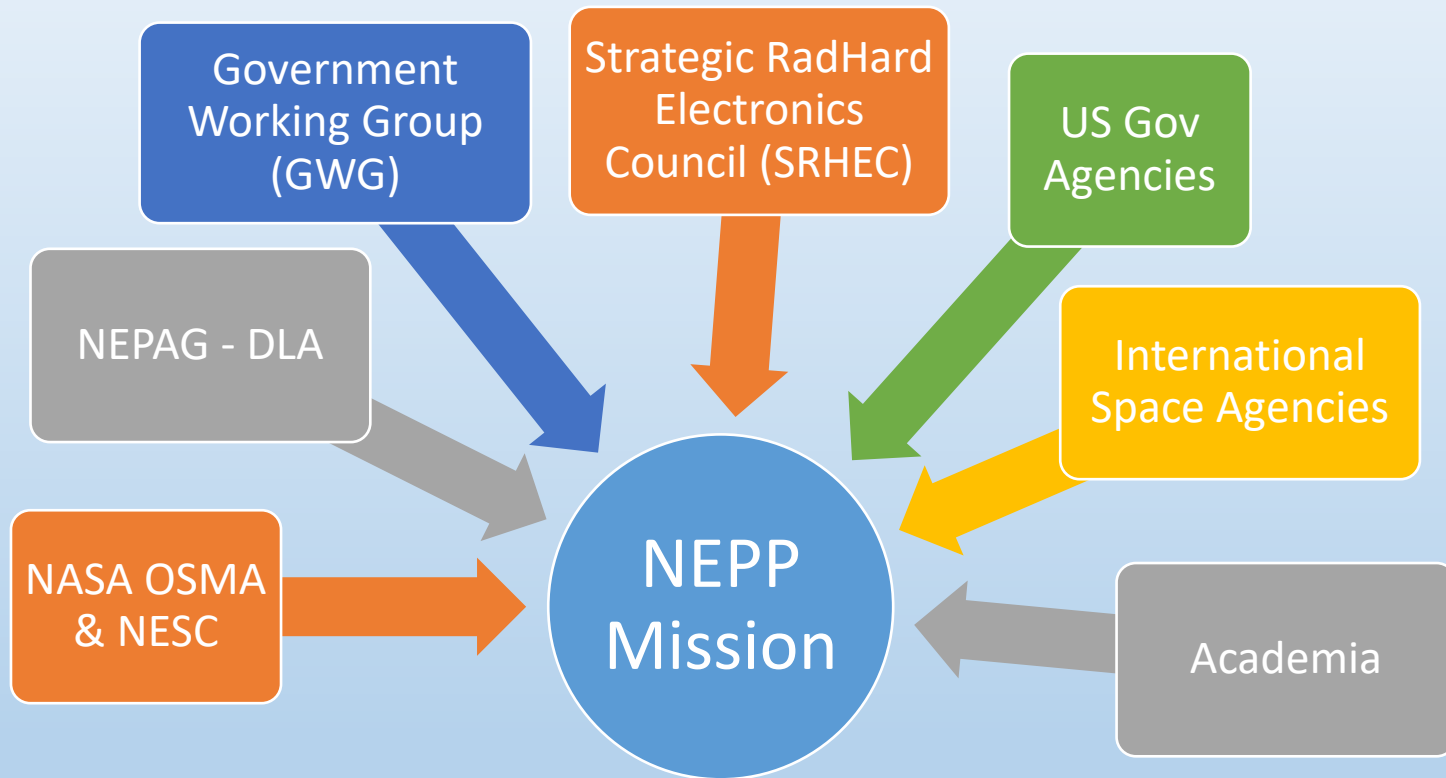 Government
Working Group
(GWG)
Strategic RadHard
Electronics
Council (SRHEC)
US Gov
Agencies
NEPAG - DLA
International
Space Agencies
NASA OSMA
& NESC
NEPP
Mission
Academia